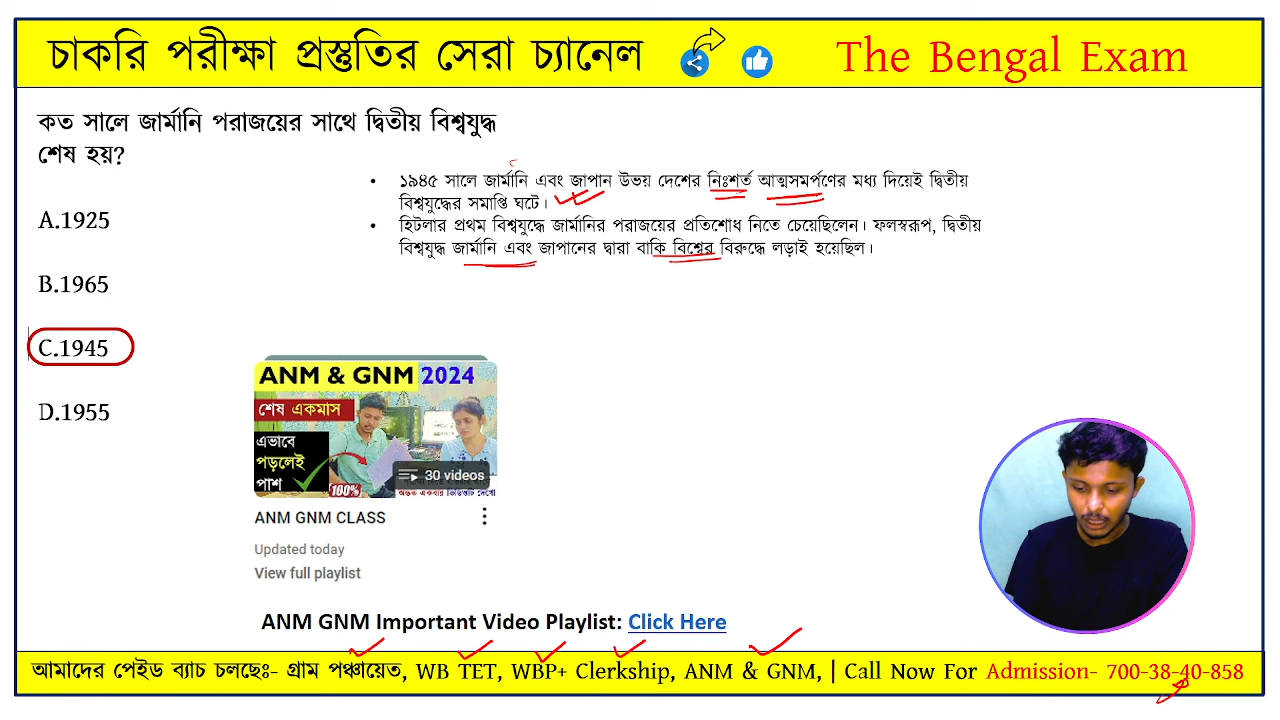 চাকরি পরীক্ষা প্রস্তুতির সেরা চ্যানেল
The Bengal Exam
কত সালে জার্মানি পরাজয়ের সাথে দ্বিতীয় বিশ্বযুদ্ধ
শেষ হয়?
• ১৯৪৫ সালে জার্মানি এবং জাপান উভয় দেশের নিঃশর্ত আত্মসমর্পণের মধ্য দিয়েই দ্বিতীয়
বিশ্বযুদ্ধের সমাপ্তি ঘটে।
• হিটলার প্রথম বিশ্বযুদ্ধে জার্মানির পরাজয়ের প্রতিশোধ নিতে চেয়েছিলেন। ফলস্বরূপ, দ্বিতীয়
বিশ্বযুদ্ধ জার্মানি এবং জাপানের দ্বারা বাকি বিশ্বের বিরুদ্ধে লড়াই হয়েছিল।
A.1925
B.1965
C.1945
D.1955
ANM & GNM 2024
শেষ একমাস
এভাবে
পড়লেই
পাশ
100%
30 videos
অন্তত একবার ভিডিওটি দেখো
ANM GNM CLASS
Updated today
View full playlist
ANM GNM Important Video Playlist: Click Here
আমাদের পেইড ব্যাচ চলছেঃ- গ্রাম পঞ্চায়েত, WB TET, WBP+ Clerkship, ANM & GNM, | Call Now For Admission- 700-38-40-858